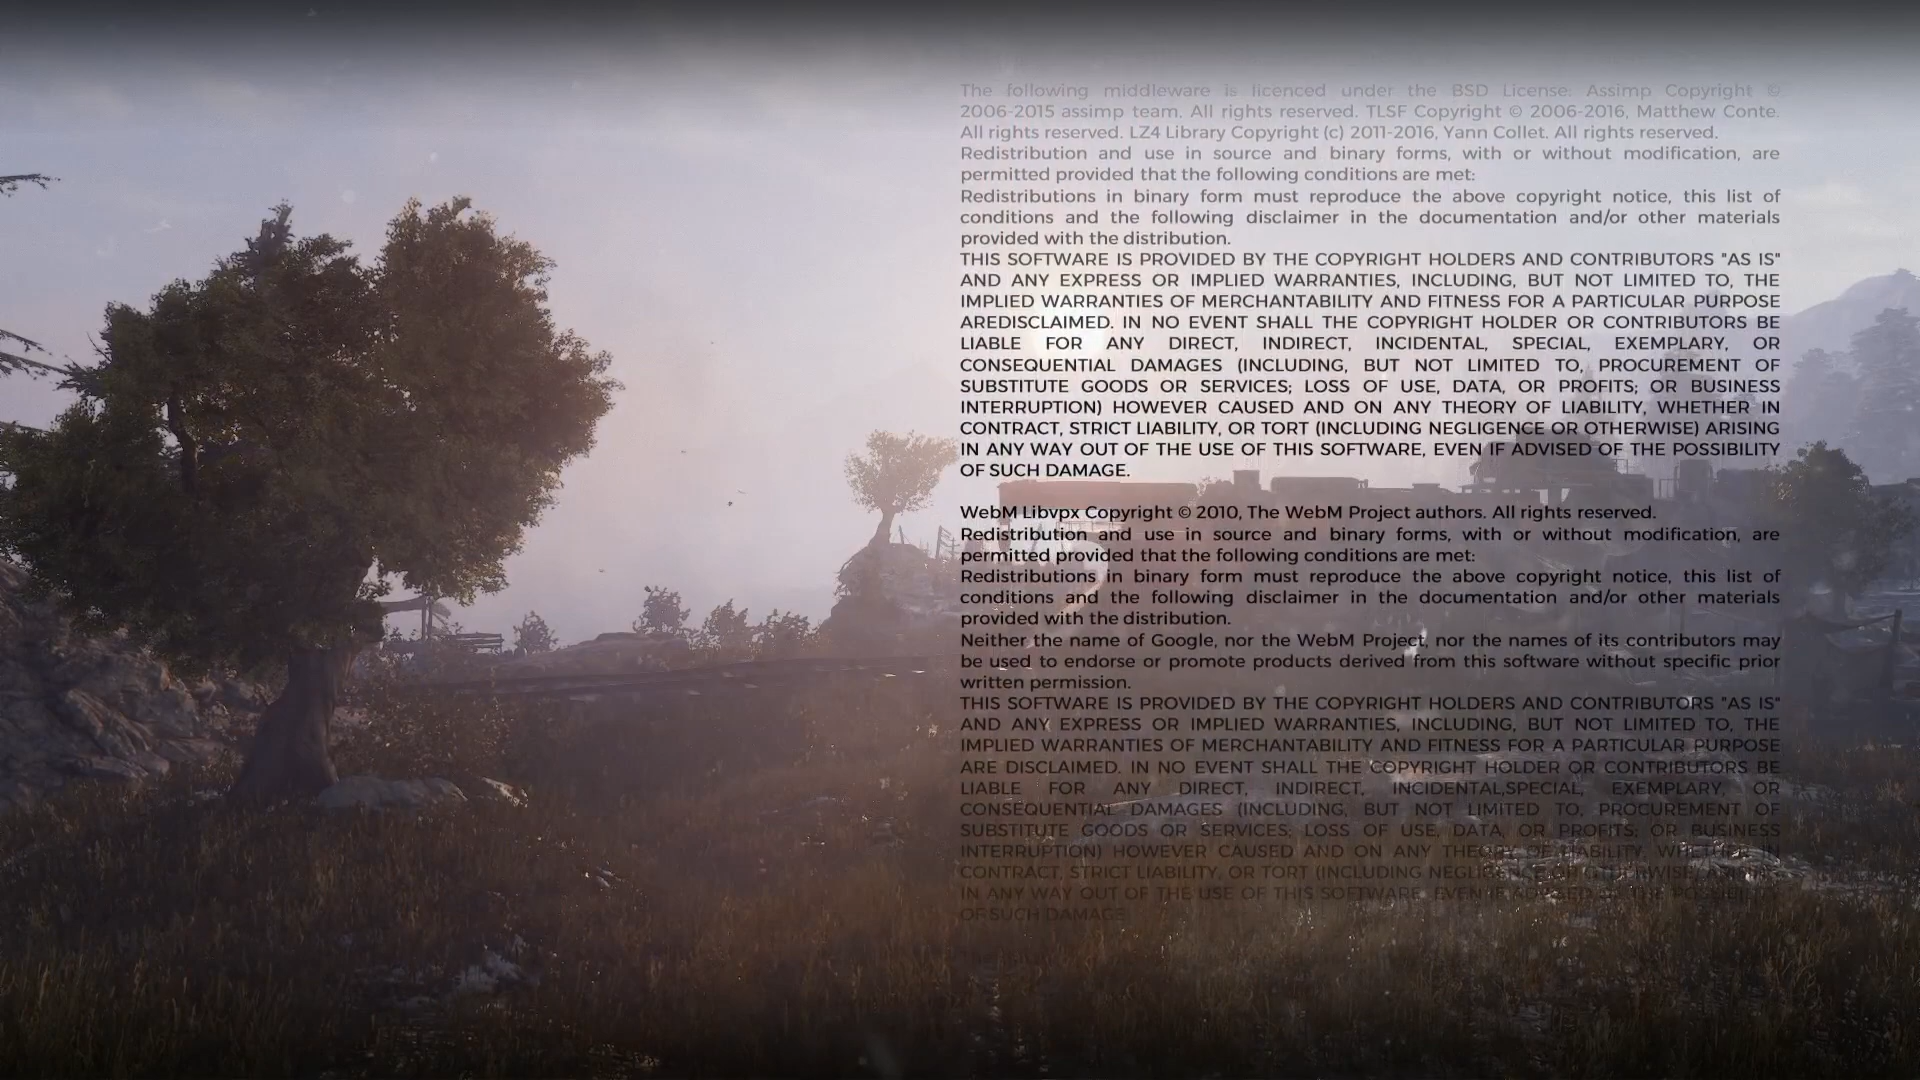 The following middleware is licenced under the BSD License: Assimp Copyright ©
2006-2015 assimp team. All rights reserved. TLSF Copyright © 2006-2016, Matthew Conte.
All rights reserved. LZ4 Library Copyright (c) 2011-2016, Yann Collet. All rights reserved.
Redistribution and use in source and binary forms, with or without modification, are
permitted provided that the following conditions are met:
Redistributions in binary form must reproduce the above copyright notice, this list of
conditions and the following disclaimer in the documentation and/or other materials
provided with the distribution.
THIS SOFTWARE IS PROVIDED BY THE COPYRIGHT HOLDERS AND CONTRIBUTORS "AS IS"
AND ANY EXPRESS OR IMPLIED WARRANTIES, INCLUDING, BUT NOT LIMITED TO, THE
IMPLIED WARRANTIES OF MERCHANTABILITY AND FITNESS FOR A PARTICULAR PURPOSE
AREDISCLAIMED. IN NO EVENT SHALL THE COPYRIGHT HOLDER OR CONTRIBUTORS BE
LIABLE FOR ANY DIRECT, INDIRECT, INCIDENTAL, SPECIAL, EXEMPLARY, OR
CONSEQUENTIAL DAMAGES (INCLUDING, BUT NOT LIMITED TO, PROCUREMENT OF
SUBSTITUTE GOODS OR SERVICES; LOSS OF USE, DATA, OR PROFITS; OR BUSINESS
INTERRUPTION) HOWEVER CAUSED AND ON ANY THEORY OF LIABILITY, WHETHER IN
CONTRACT, STRICT LIABILITY, OR TORT (INCLUDING NEGLIGENCE OR OTHERWISE) ARISING
IN ANY WAY OUT OF THE USE OF THIS SOFTWARE, EVEN IF ADVISED OF THE POSSIBILITY
OF SUCH DAMAGE.
WebM Libvpx Copyright © 2010, The WebM Project authors. All rights reserved.
Redistribution and use in source and binary forms, with or without modification, are
permitted provided that the following conditions are met:
Redistributions in binary form must reproduce the above copyright notice, this list of
conditions and the following disclaimer in the documentation and/or other materials
provided with the distribution.
Neither the name of Google, nor the WebM Project, nor the names of its contributors may
be used to endorse or promote products derived from this software without specific prior
written permission.
THIS SOFTWARE IS PROVIDED BY THE COPYRIGHT HOLDERS AND CONTRIBUTORS "AS IS"
AND ANY EXPRESS OR IMPLIED WARRANTIES, INCLUDING, BUT NOT LIMITED TO, THE
IMPLIED WARRANTIES OF MERCHANTABILITY AND FITNESS FOR A PARTICULAR PURPOSE
ARE DISCLAIMED. IN NO EVENT SHALL THE COPYRIGHT HOLDER OR CONTRIBUTORS BE
LIABLE FOR ANY DIRECT, INDIRECT, INCIDENTAL,SPECIAL, EXEMPLARY, OR
CONSEQUENTIAL DAMAGES (INCLUDING, BUT NOT LIMITED TO, PROCUREMENT OF
SUBSTITUTE GOODS OR SERVICES; LOSS OF USE, DATA, OR PROFITS; OR BUSINESS
INTERRUPTION) HOWEVER CAUSED AND ON ANY THEORY OF LIABILITY, WHETHER IN
CONTRACT, STRICT LIABILITY, OR TORT (INCLUDING NEGLIGENCE OR OTHERWISE) ARISING
IN ANY WAY OUT OF THE USE OF THIS SOFTWARE, EVEN IF ADVISED OF THE POSSIBILITY
OF SUCH DAMAGE.